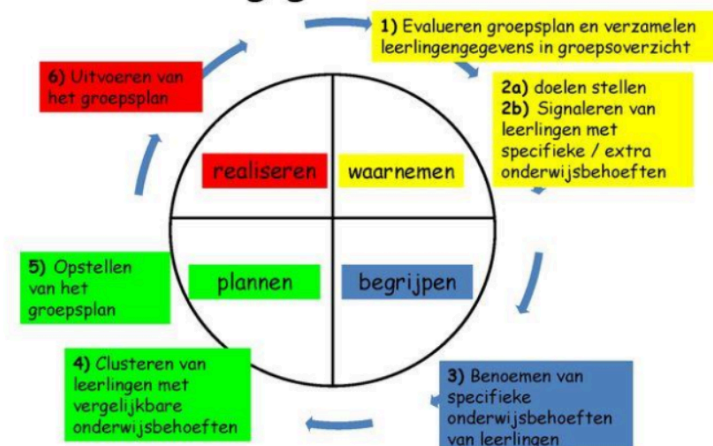 1) Evalueren groepsplan en verzamelen
leerlingengegevens in groepsoverzicht
2a) doelen stellen
2b) Signaleren van
leerlingen met
specifieke / extra
onderwijsbehoeften
6) Uitvoeren van
het groepsplan
realiseren
waarnemen
plannen
begrijpen
5) Opstellen
van het
groepsplan
4) Clusteren van
leerlingen met
vergelijkbare
onderwijsbehoeften
3) Benoemen van
specifieke
onderwijsbehoeften
van leerlingen